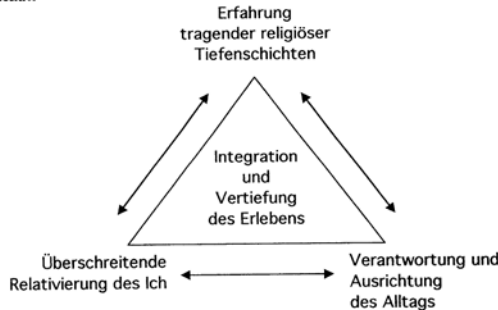 Erfahrung
tragender religiöser
Tiefenschichten
Integration
und
Vertiefung
des Erlebens
Überschreitende
Relativierung des Ich
Verantwortung und
Ausrichtung
des Alltags